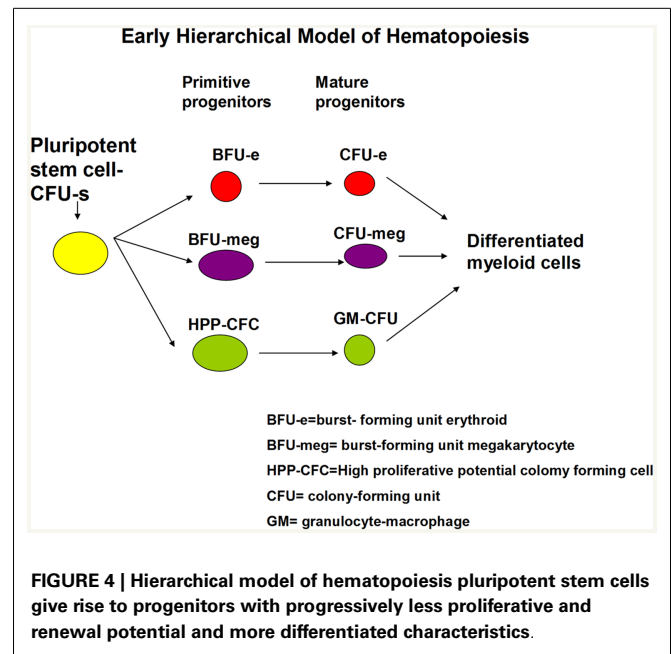 Early Hierarchical Model of Hematopoiesis
Primitive
progenitors
Mature
progenitors
Pluripotent
stem cell-
CFU-s
BFU-e
CFU-e
BFU-meg
CFU-meg
Differentiated
myeloid cells
HPP-CFC
GM-CFU
BFU-e=burst- forming unit erythroid
BFU-meg= burst-forming unit megakarytocyte
HPP-CFC=High proliferative potential colomy forming cell
CFU= colony-forming unit
GM= granulocyte-macrophage
FIGURE 4 | Hierarchical model of hematopoiesis pluripotent stem cells
give rise to progenitors with progressively less proliferative and
renewal potential and more differentiated characteristics.